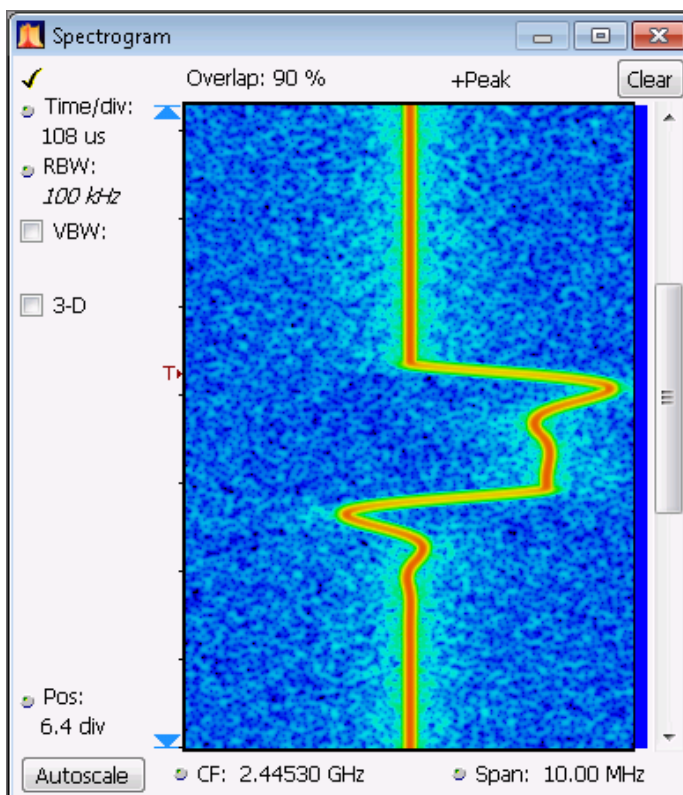 Spectrogram
Overlap: 90 %
+Peak
Clear
Time/div:
108 us
RBW:
100 kHz
VBW:
3-D
T
Pos:
6.4 div
Autoscale
CF: 2.44530 GHz
Span: 10.00 MHz